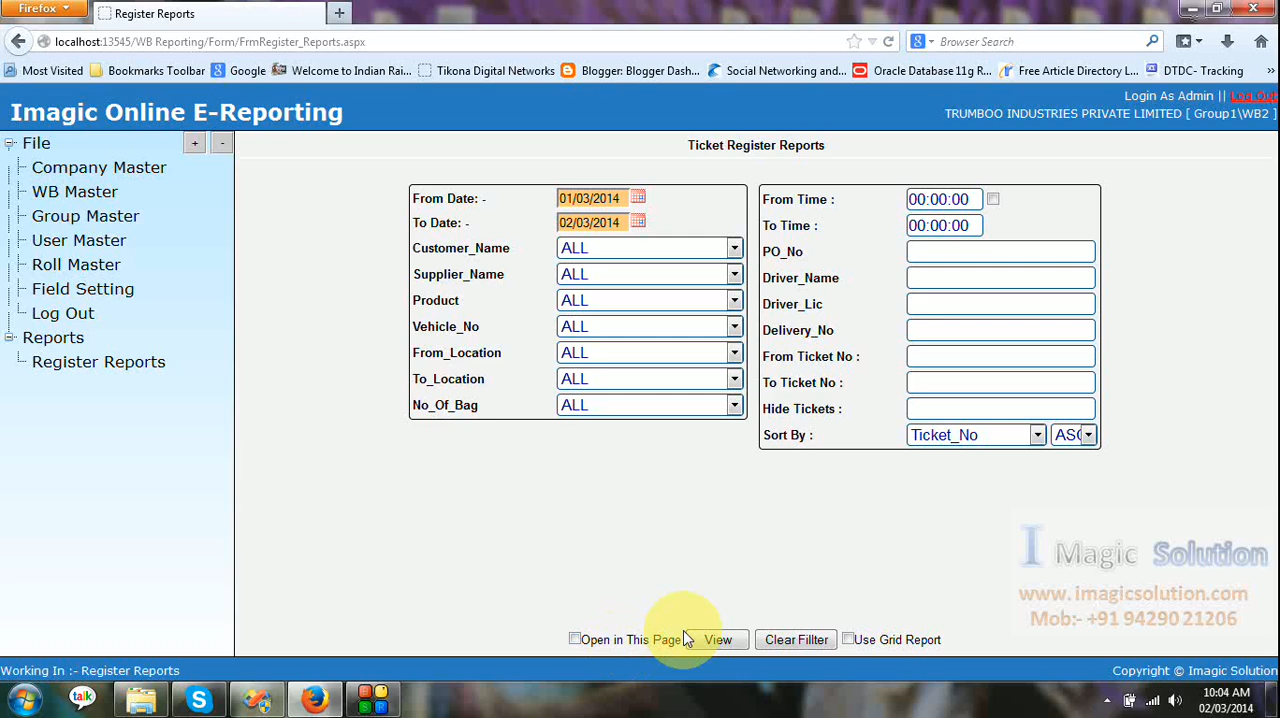 Firefox
Register Reports
localhost:13545/WB Reporting/Form/FrmRegister_Reports.aspx
Browser Search
Most Visited
Bookmarks Toolbar
Google
Welcome to Indian Rai...
Tikona Digital Networks
Blogger: Blogger Dash...
Social Networking and...
Oracle Database 11g R...
Free Article Directory L...
DTDC- Tracking
Login As Admin || Log Out
Imagic Online E-Reporting
TRUMBOO INDUSTRIES PRIVATE LIMITED [ Group1\WB2 ]
File
+
-
Company Master
WB Master
Group Master
User Master
Roll Master
Field Setting
Log Out
Reports
Register Reports
Ticket Register Reports
From Date: - 01/03/2014
To Date: - 02/03/2014
Customer_Name ALL
Supplier_Name ALL
Product ALL
Vehicle_No ALL
From_Location ALL
To_Location ALL
No_Of_Bag ALL
From Time : 00:00:00
To Time : 00:00:00
PO_No
Driver_Name
Driver_Lic
Delivery_No
From Ticket No :
To Ticket No :
Hide Tickets :
Sort By : Ticket_No ASC
I Magic Solution
www.imagicsolution.com
Mob:- +91 94290 21206
Open in This Page
View
Clear Fillter
Use Grid Report
Working In :- Register Reports
Copyright © Imagic Solution
talk
10:04 AM
02/03/2014